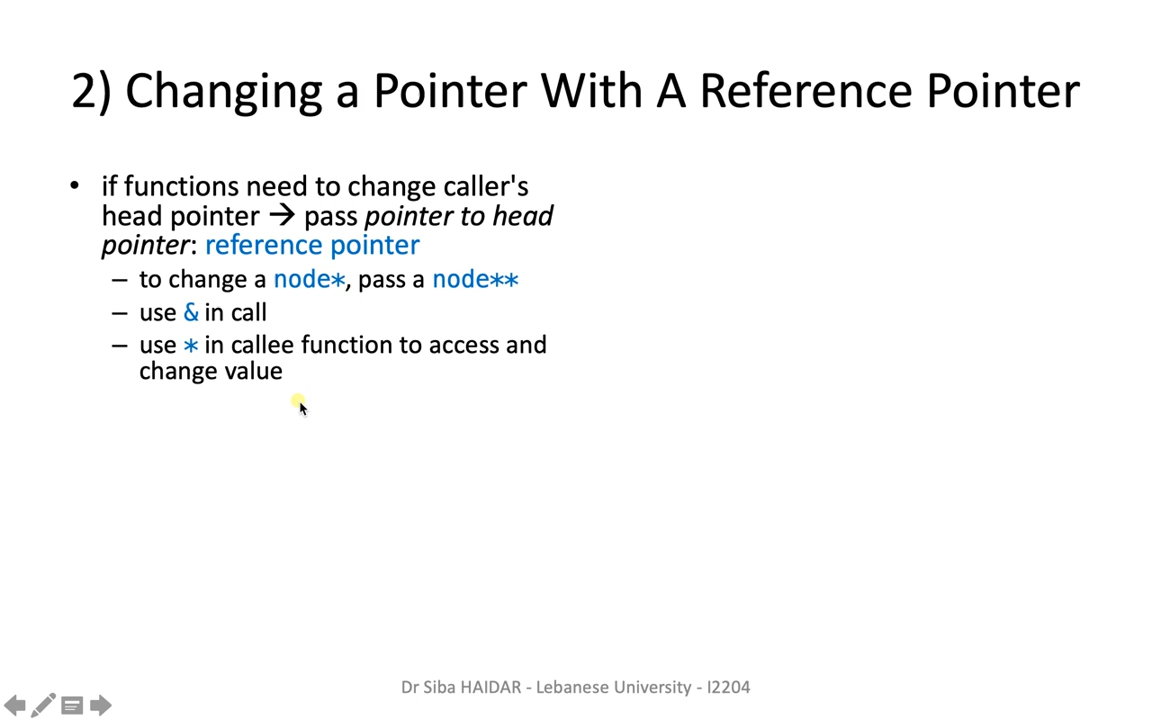 2) Changing a Pointer With A Reference Pointer
• if functions need to change caller's
head pointer → pass pointer to head
pointer: reference pointer
– to change a node*, pass a node**
– use & in call
– use * in callee function to access and
change value
Dr Siba HAIDAR - Lebanese University - I2204